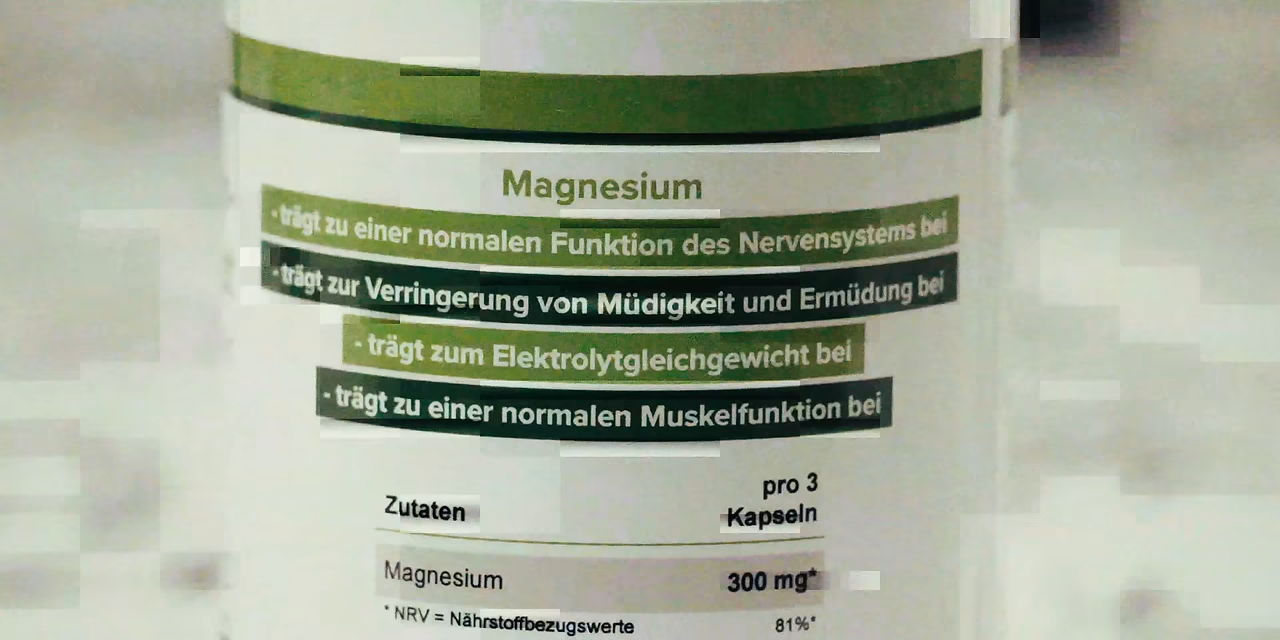 Magnesium
- trägt zu einer normalen Funktion des Nervensystems bei
- trägt zur Verringerung von Müdigkeit und Ermüdung bei
- trägt zum Elektrolytgleichgewicht bei
- trägt zu einer normalen Muskelfunktion bei
pro 3
Zutaten Kapseln
Magnesium 300 mg*
* NRV = Nährstoffbezugswerte 81%*